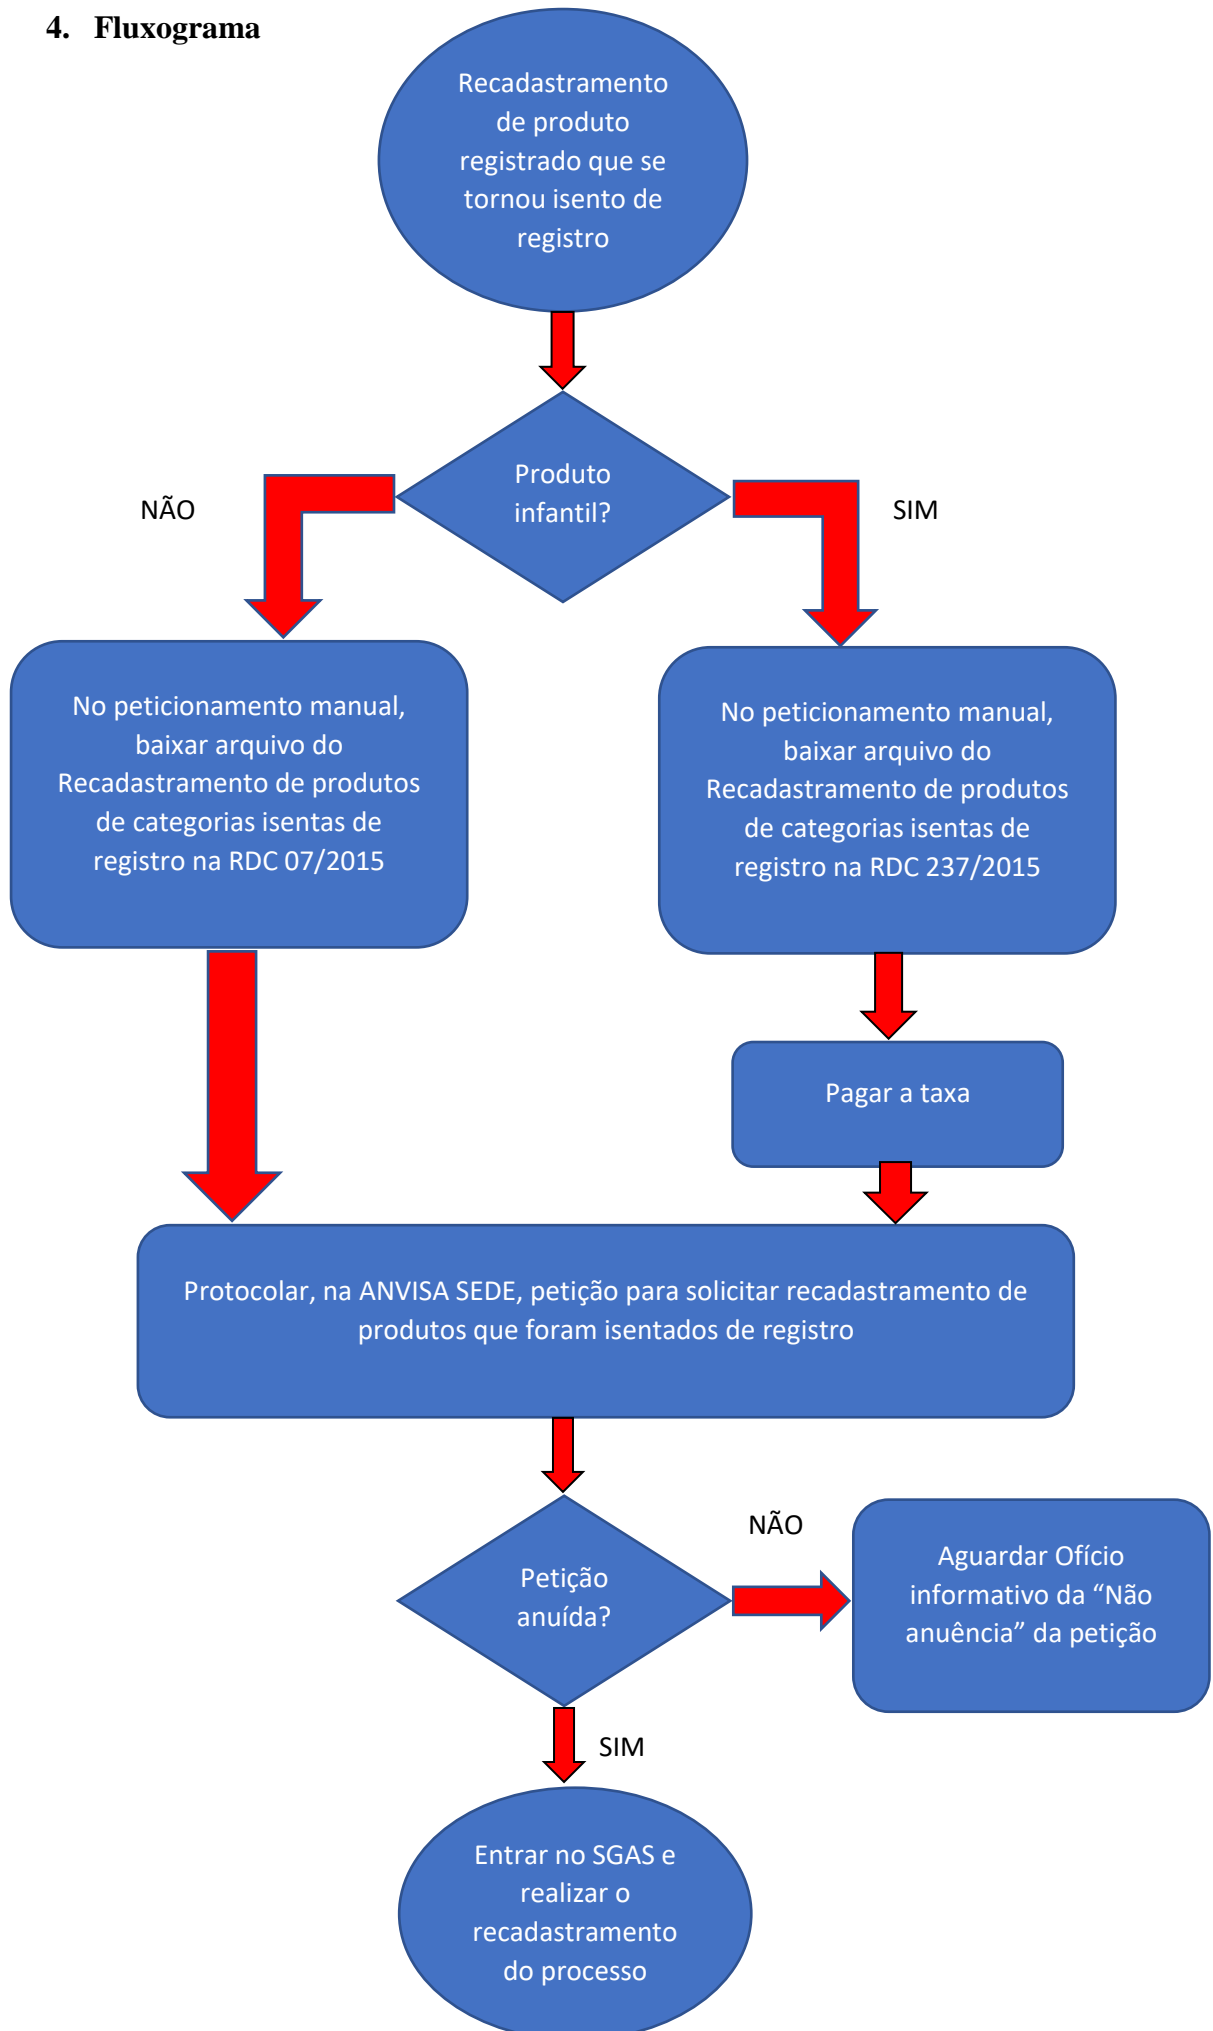 4. Fluxograma
Recadastramento
de produto
registrado que se
tornou isento de
registro
Produto
infantil?
NÃO
SIM
No peticionamento manual,
baixar arquivo do
Recadastramento de produtos
de categorias isentas de
registro na RDC 07/2015
No peticionamento manual,
baixar arquivo do
Recadastramento de produtos
de categorias isentas de
registro na RDC 237/2015
Pagar a taxa
Protocolar, na ANVISA SEDE, petição para solicitar recadastramento de
produtos que foram isentados de registro
Petição
anuída?
NÃO
Aguardar Ofício
informativo da “Não
anuência” da petição
SIM
Entrar no SGAS e
realizar o
recadastramento
do processo